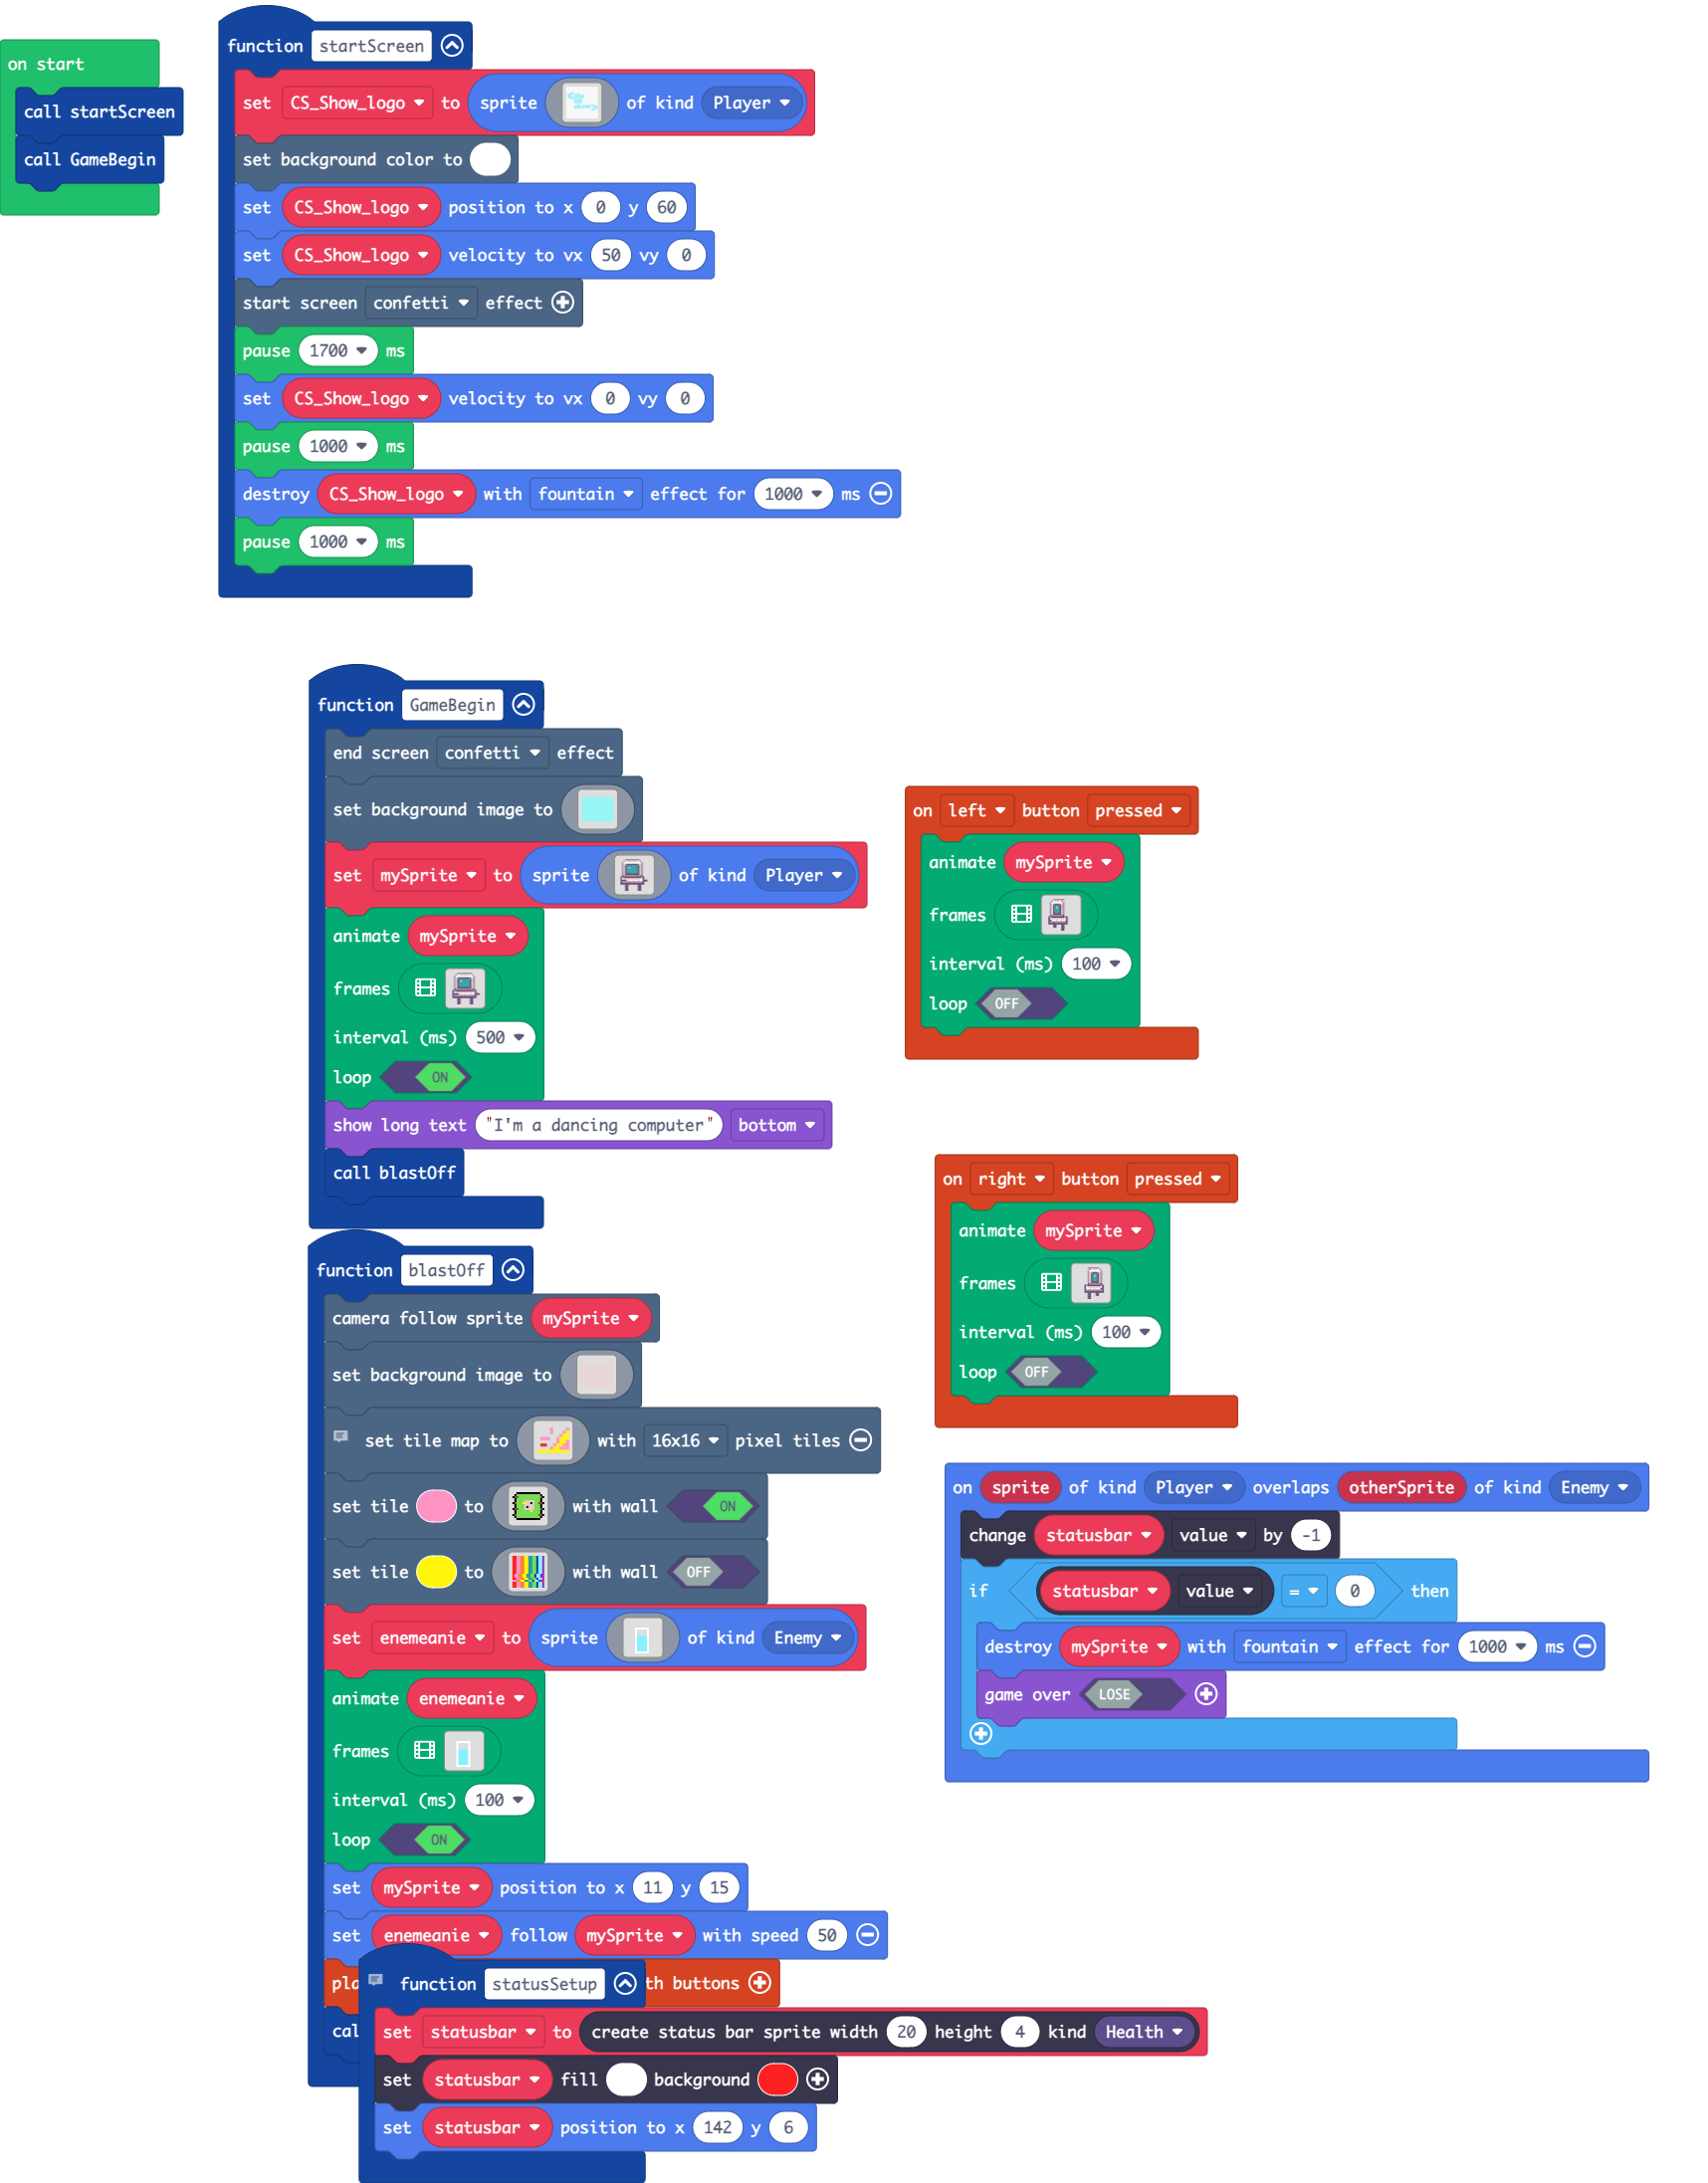 on start
call startScreen
call GameBegin
function startScreen
set CS_Show_logo to sprite of kind Player
set background color to
set CS_Show_logo position to x 0 y 60
set CS_Show_logo velocity to vx 50 vy 0
start screen confetti effect
pause 1700 ms
set CS_Show_logo velocity to vx 0 vy 0
pause 1000 ms
destroy CS_Show_logo with fountain effect for 1000 ms
pause 1000 ms
function GameBegin
end screen confetti effect
set background image to
set mySprite to sprite of kind Player
animate mySprite
frames
interval (ms) 500
loop ON
show long text "I'm a dancing computer" bottom
call blastOff
on left button pressed
animate mySprite
frames
interval (ms) 100
loop OFF
on right button pressed
animate mySprite
frames
interval (ms) 100
loop OFF
function blastOff
camera follow sprite mySprite
set background image to
set tile map to with 16x16 pixel tiles
set tile to with wall ON
set tile to with wall OFF
set enemeanie to sprite of kind Enemy
animate enemeanie
frames
interval (ms) 100
loop ON
set mySprite position to x 11 y 15
set enemeanie follow mySprite with speed 50
pla th buttons
cal
on sprite of kind Player overlaps otherSprite of kind Enemy
change statusbar value by -1
if statusbar value = 0 then
destroy mySprite with fountain effect for 1000 ms
game over LOSE
function statusSetup
set statusbar to create status bar sprite width 20 height 4 kind Health
set statusbar fill background
set statusbar position to x 142 y 6